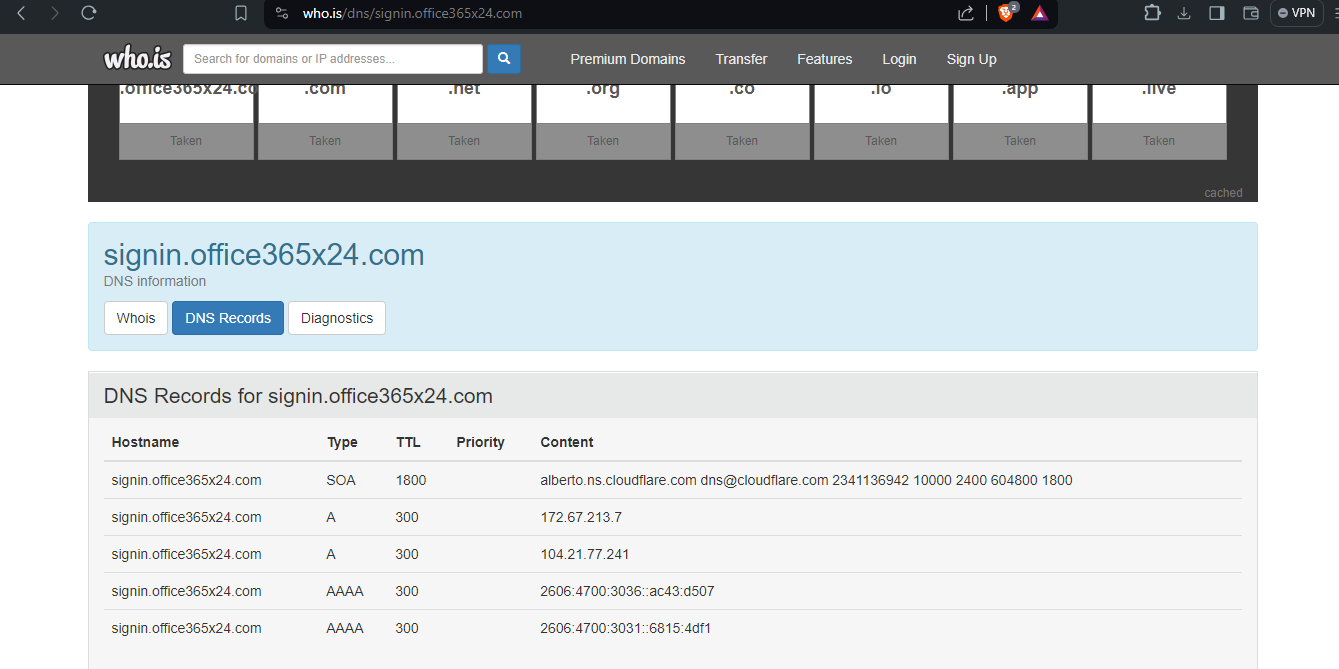 who.is/dns/signin.office365x24.com 2 VPN
who.is Search for domains or IP addresses... Premium Domains Transfer Features Login Sign Up
.office365x24.co .com .net .org .co .io .app .live
Taken Taken Taken Taken Taken Taken Taken Taken
cached
signin.office365x24.com
DNS information
Whois DNS Records Diagnostics
DNS Records for signin.office365x24.com
Hostname Type TTL Priority Content
signin.office365x24.com SOA 1800 alberto.ns.cloudflare.com dns@cloudflare.com 2341136942 10000 2400 604800 1800
signin.office365x24.com A 300 172.67.213.7
signin.office365x24.com A 300 104.21.77.241
signin.office365x24.com AAAA 300 2606:4700:3036::ac43:d507
signin.office365x24.com AAAA 300 2606:4700:3031::6815:4df1